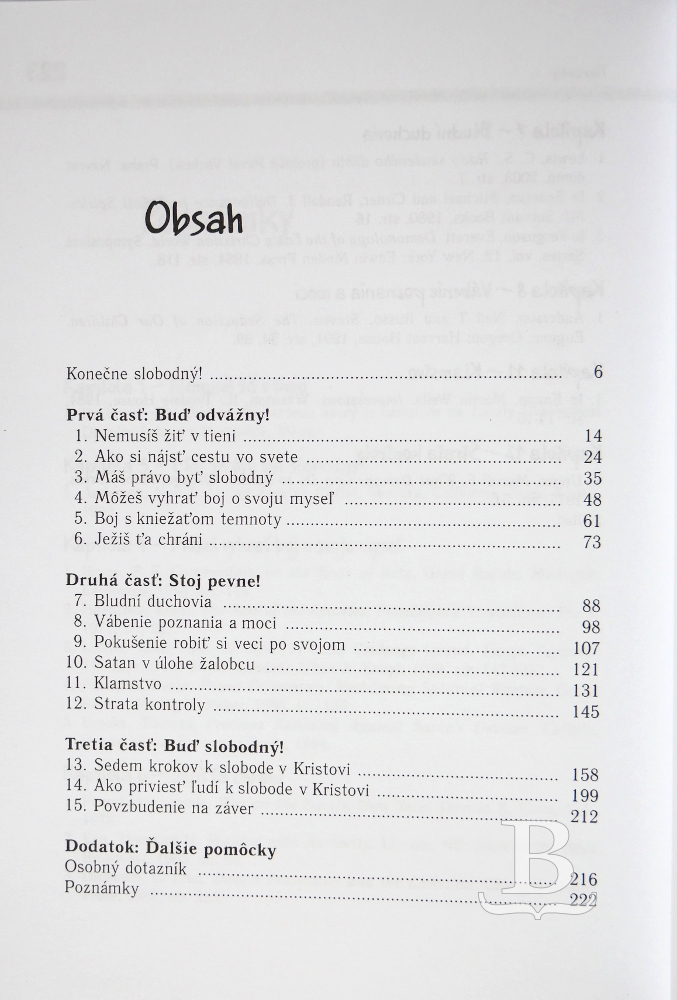 Obsah
Konečne slobodný! 6
Prvá časť: Buď odvážny!
1. Nemusíš žiť v tieni 14
2. Ako si nájsť cestu vo svete 24
3. Máš právo byť slobodný 35
4. Môžeš vyhrať boj o svoju myseľ 48
5. Boj s kniežaťom temnoty 61
6. Ježiš ťa chráni 73
Druhá časť: Stoj pevne!
7. Bludní duchovia 88
8. Vábenie poznania a moci 98
9. Pokušenie robiť si veci po svojom 107
10. Satan v úlohe žalobcu 121
11. Klamstvo 131
12. Strata kontroly 145
Tretia časť: Buď slobodný!
13. Sedem krokov k slobode v Kristovi 158
14. Ako priviesť ľudí k slobode v Kristovi 199
15. Povzbudenie na záver 212
Dodatok: Ďalšie pomôcky
Osobný dotazník 216
Poznámky 222
B